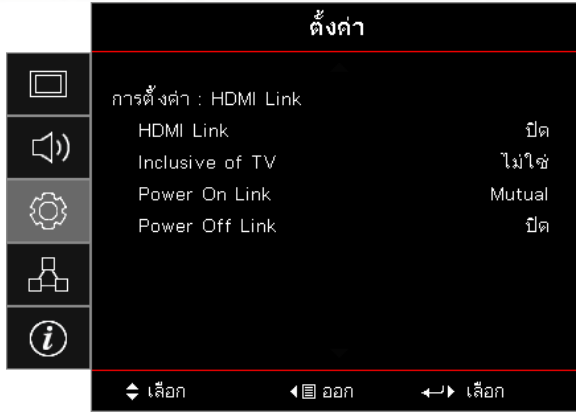 ตั้งค่า
การตั้งค่า : HDMI Link
HDMI Link ปิด
Inclusive of TV ไม่ใช่
Power On Link Mutual
Power Off Link ปิด
เลือก ออก เลือก